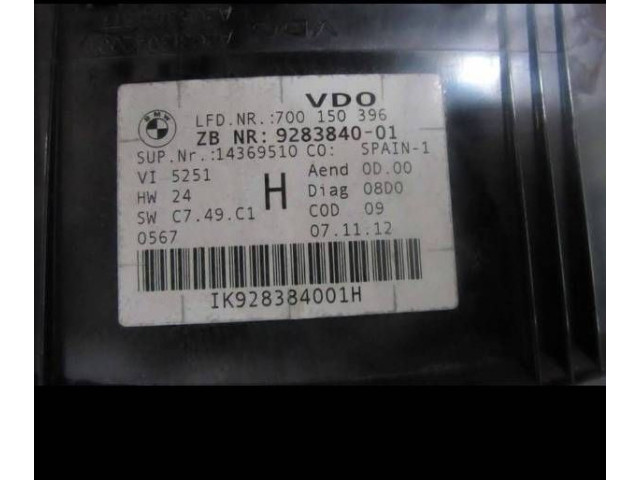 VDO
BMW
LFD.NR.:700 150 396
ZB NR: 9283840-01
SUP.Nr.:14369510 CO: SPAIN-1
VI 5251 Aend 0D.00
HW 24 H Diag 08D0
SW C7.49.C1 COD 09
0567 07.11.12
IK928384001H